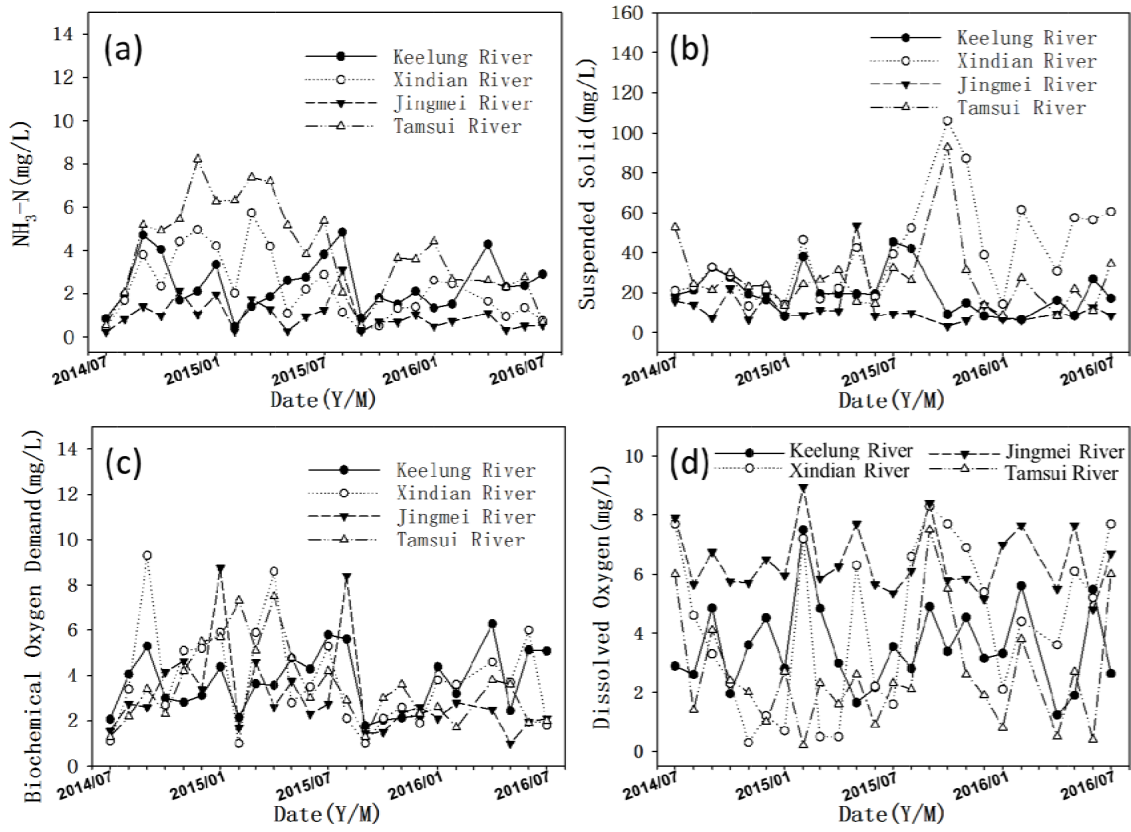 (a)
Keelung River
Xindian River
Jingmei River
Tamsui River
NH3-N(mg/L)
14
12
10
8
6
4
2
0
2014/07
2015/01
2015/07
2016/01
2016/07
Date(Y/M)
(b)
Keelung River
Xindian River
Jingmei River
Tamsui River
Suspended Solid(mg/L)
160
140
120
100
80
60
40
20
0
2014/07
2015/01
2015/07
2016/01
2016/07
Date(Y/M)
(c)
Keelung River
Xindian River
Jingmei River
Tamsui River
Biochemical Oxygen Demand(mg/L)
14
12
10
8
6
4
2
0
2014/07
2015/01
2015/07
2016/01
2016/07
Date(Y/M)
(d)
Keelung River
Xindian River
Jingmei River
Tamsui River
Dissolved Oxygen(mg/L)
10
8
6
4
2
0
2014/07
2015/01
2015/07
2016/01
2016/07
Date(Y/M)